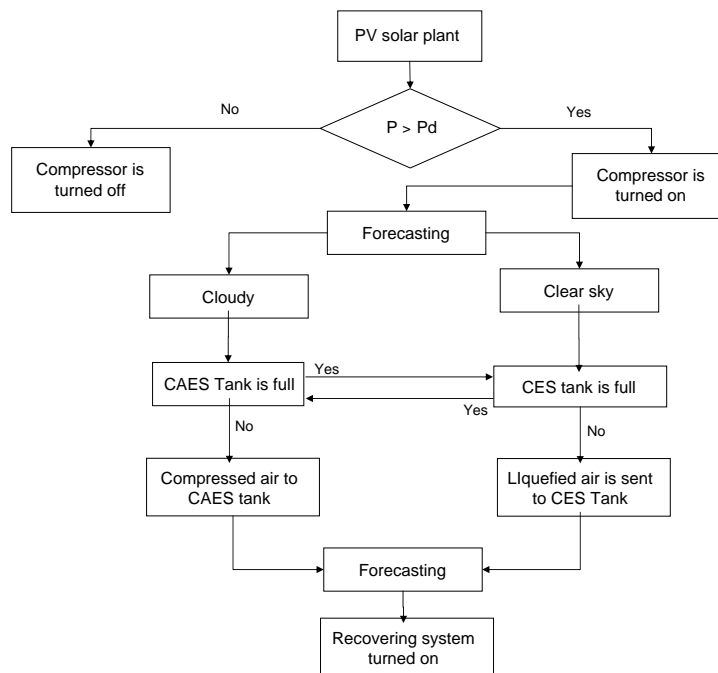 PV solar plant
No
P > Pd
Yes
Compressor is
turned off
Compressor is
turned on
Forecasting
Cloudy
Clear sky
CAES Tank is full
Yes
Yes
CES tank is full
No
No
Compressed air to
CAES tank
LIquefied air is sent
to CES Tank
Forecasting
Recovering system
turned on